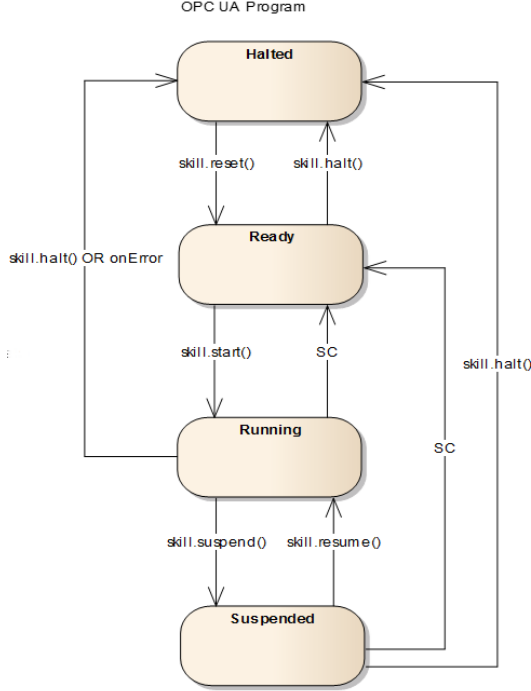 OPC UA Program
Halted
skill.reset()
skill.halt()
Ready
skill.halt() OR onError
skill.start()
SC
skill.halt()
Running
SC
skill.suspend()
skill.resume()
Suspended